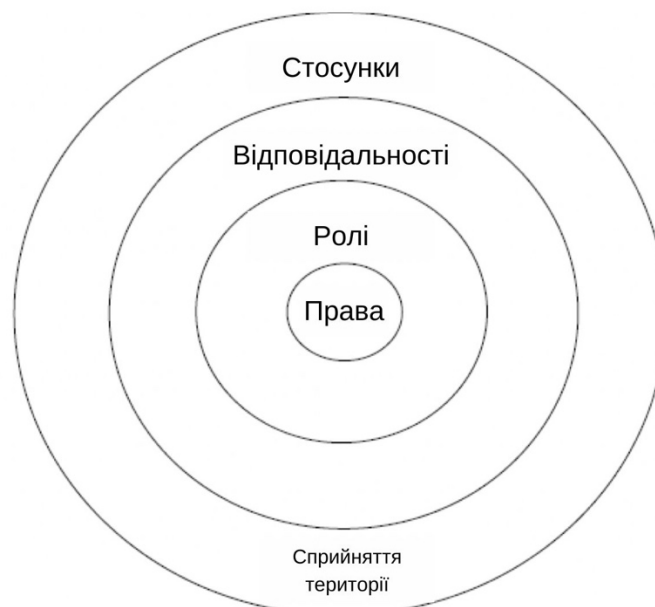 Стосунки
Відповідальності
Ролі
Права
Сприйняття
території